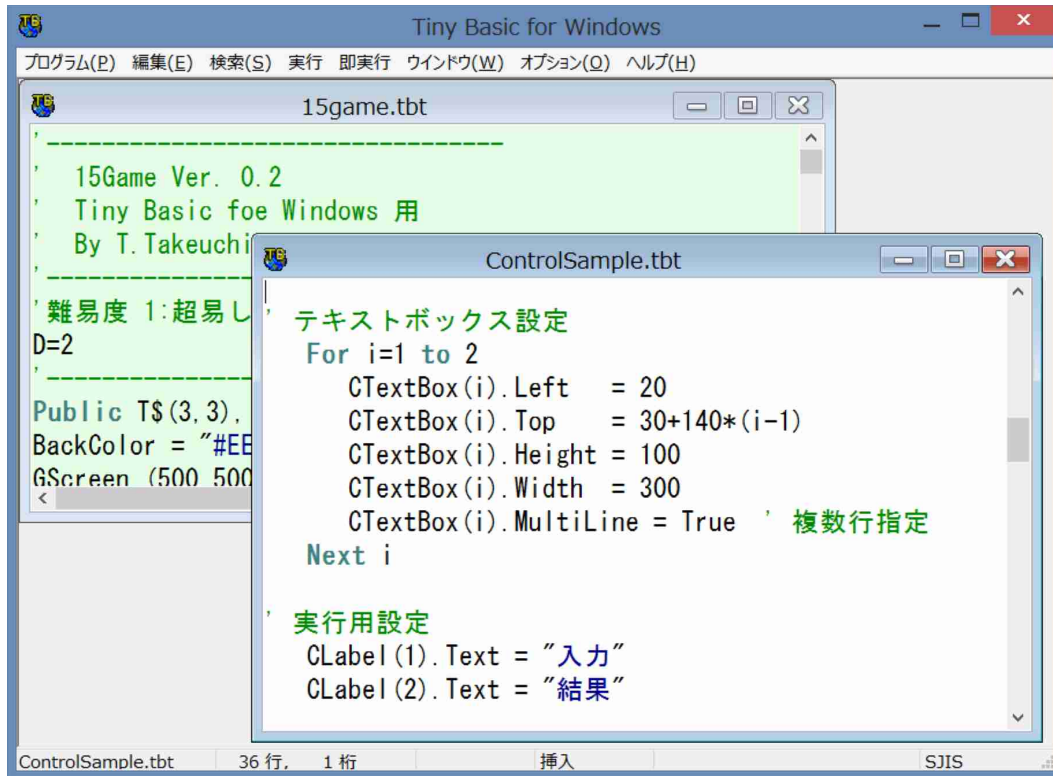 Tiny Basic for Windows
プログラム(P) 編集(E) 検索(S) 実行 即実行 ウインドウ(W) オプション(O) ヘルプ(H)
15game.tbt
'---------------------------------
' 15Game Ver. 0.2
' Tiny Basic foe Windows 用
' By T.Takeuchi
'---------------
'難易度 1:超易し
D=2
'---------------
Public T$(3,3),
BackColor = "#EE
GScreen (500 500
ControlSample.tbt
' テキストボックス設定
For i=1 to 2
CTextBox(i).Left = 20
CTextBox(i).Top = 30+140*(i-1)
CTextBox(i).Height = 100
CTextBox(i).Width = 300
CTextBox(i).MultiLine = True ' 複数行指定
Next i
' 実行用設定
CLabel(1).Text = "入力"
CLabel(2).Text = "結果"
ControlSample.tbt 36 行, 1 桁 挿入 SJIS